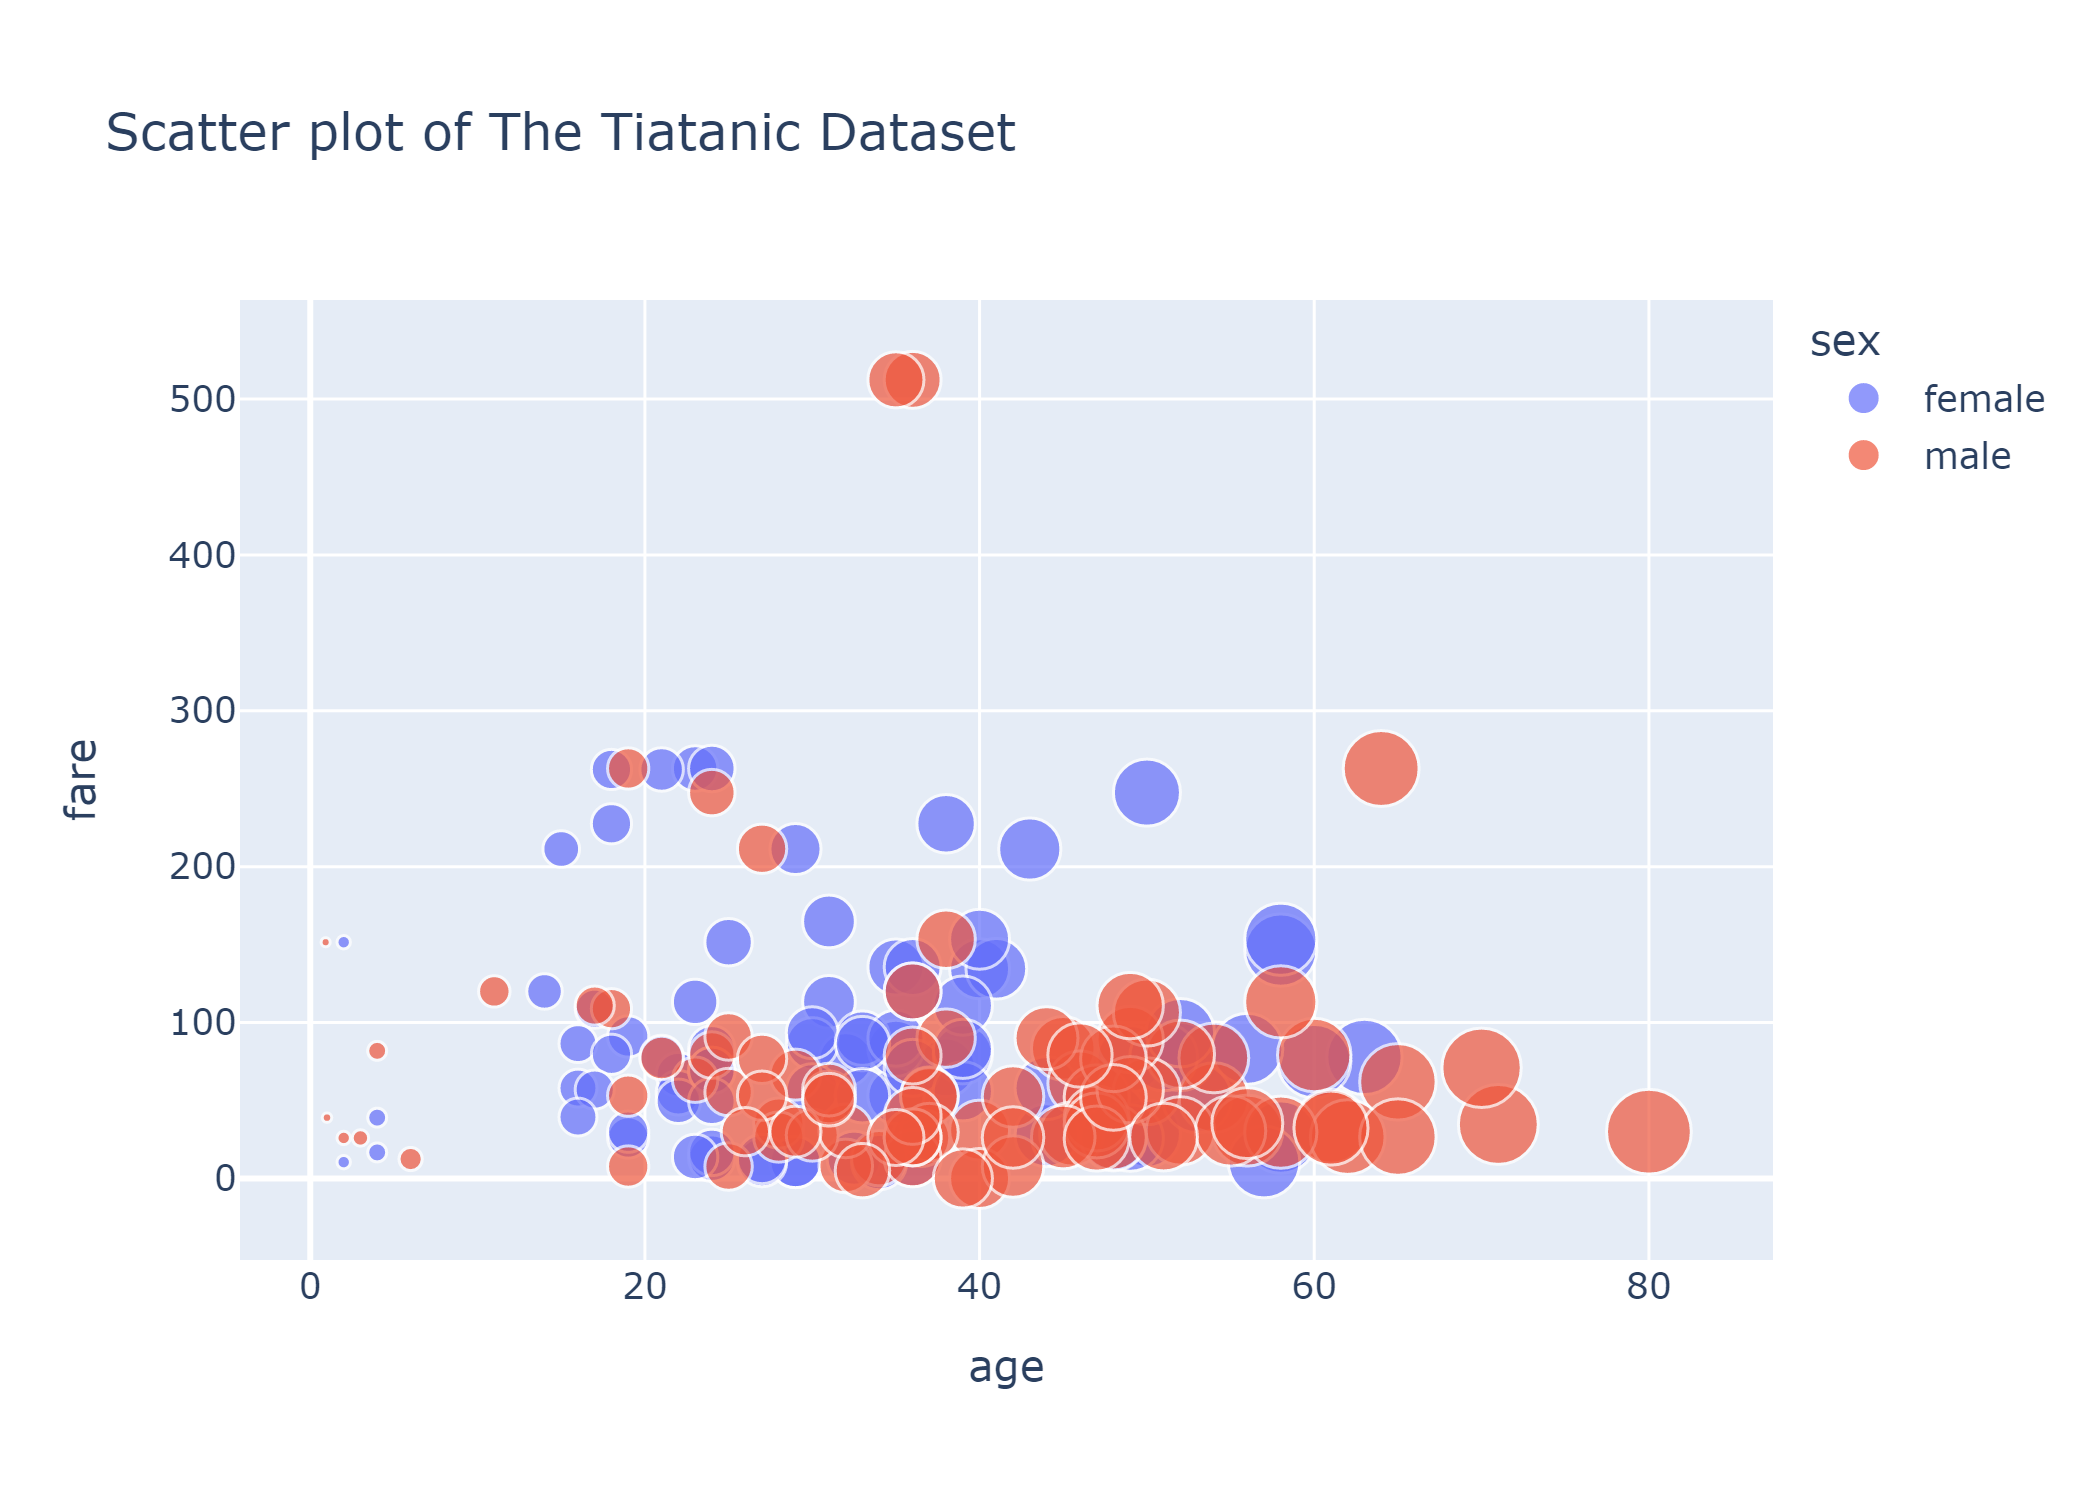 Scatter plot of The Tiatanic Dataset
sex
female
male
500
400
300
200
100
0
fare
0 20 40 60 80
age